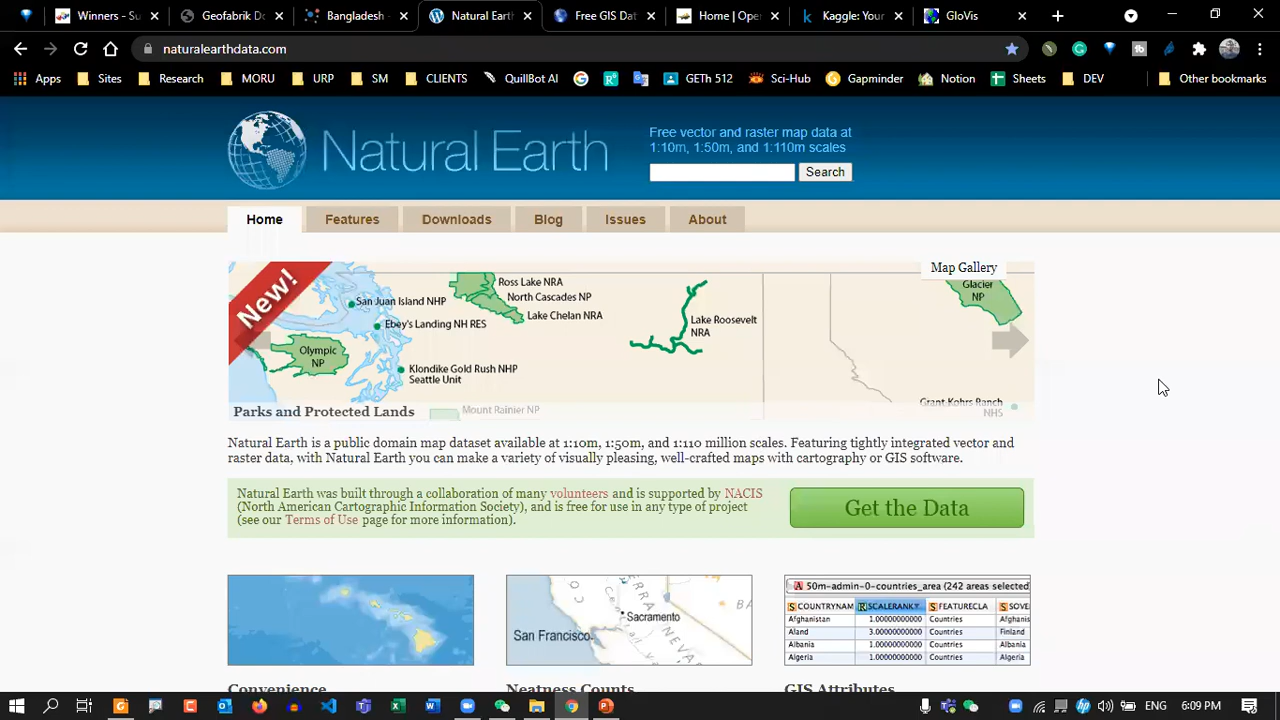 Winners - Su
Geofabrik Do
Bangladesh -
Natural Earth
Free GIS Dat
Home | Ope
Kaggle: Your
GloVis
naturalearthdata.com
Apps
Sites
Research
MORU
URP
SM
CLIENTS
QuillBot AI
GETh 512
Sci-Hub
Gapminder
Notion
Sheets
DEV
Other bookmarks
Natural Earth
Free vector and raster map data at
1:10m, 1:50m, and 1:110m scales
Search
Home
Features
Downloads
Blog
Issues
About
New!
Map Gallery
San Juan Island NHP
Ebey's Landing NH RES
Olympic
NP
Klondike Gold Rush NHP
Seattle Unit
Ross Lake NRA
North Cascades NP
Lake Chelan NRA
Lake Roosevelt
NRA
Glacier
NP
Grant-Kohrs Ranch
NHS
Mount Rainier NP
Parks and Protected Lands
Natural Earth is a public domain map dataset available at 1:10m, 1:50m, and 1:110 million scales. Featuring tightly integrated vector and
raster data, with Natural Earth you can make a variety of visually pleasing, well-crafted maps with cartography or GIS software.
Natural Earth was built through a collaboration of many volunteers and is supported by NACIS
(North American Cartographic Information Society), and is free for use in any type of project
(see our Terms of Use page for more information).
Get the Data
San Francisco
Sacramento
50m-admin-0-countries_area (242 areas selected)
COUNTRYNAM SCALERANK FEATURECLA SOVE
Afghanistan 1.00000000000 Countries Afghanis
Aland 3.00000000000 Countries Finland
Albania 1.00000000000 Countries Albania
Algeria 1.00000000000 Countries Algeria
Convenience
Neatness Counts
GIS Attributes
ENG
6:09 PM